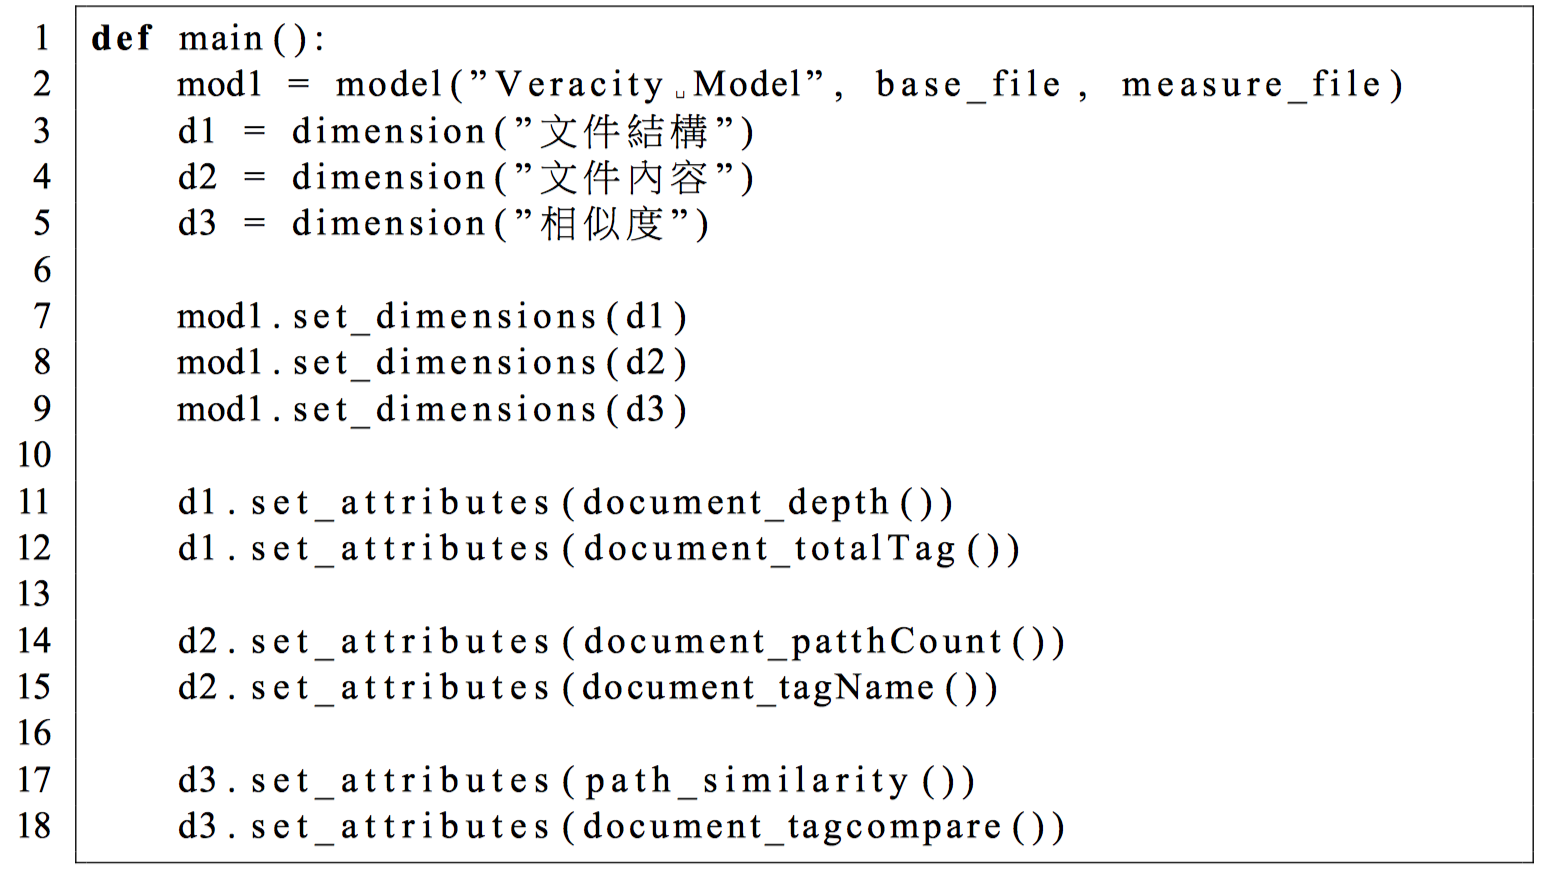 1 def main():
2 mod1 = model(”Veracity␣Model”, base_file, measure_file)
3 d1 = dimension(”文件結構”)
4 d2 = dimension(”文件內容”)
5 d3 = dimension(”相似度”)
6
7 mod1.set_dimensions(d1)
8 mod1.set_dimensions(d2)
9 mod1.set_dimensions(d3)
10
11 d1.set_attributes(document_depth())
12 d1.set_attributes(document_totalTag())
13
14 d2.set_attributes(document_patthCount())
15 d2.set_attributes(document_tagName())
16
17 d3.set_attributes(path_similarity())
18 d3.set_attributes(document_tagcompare())